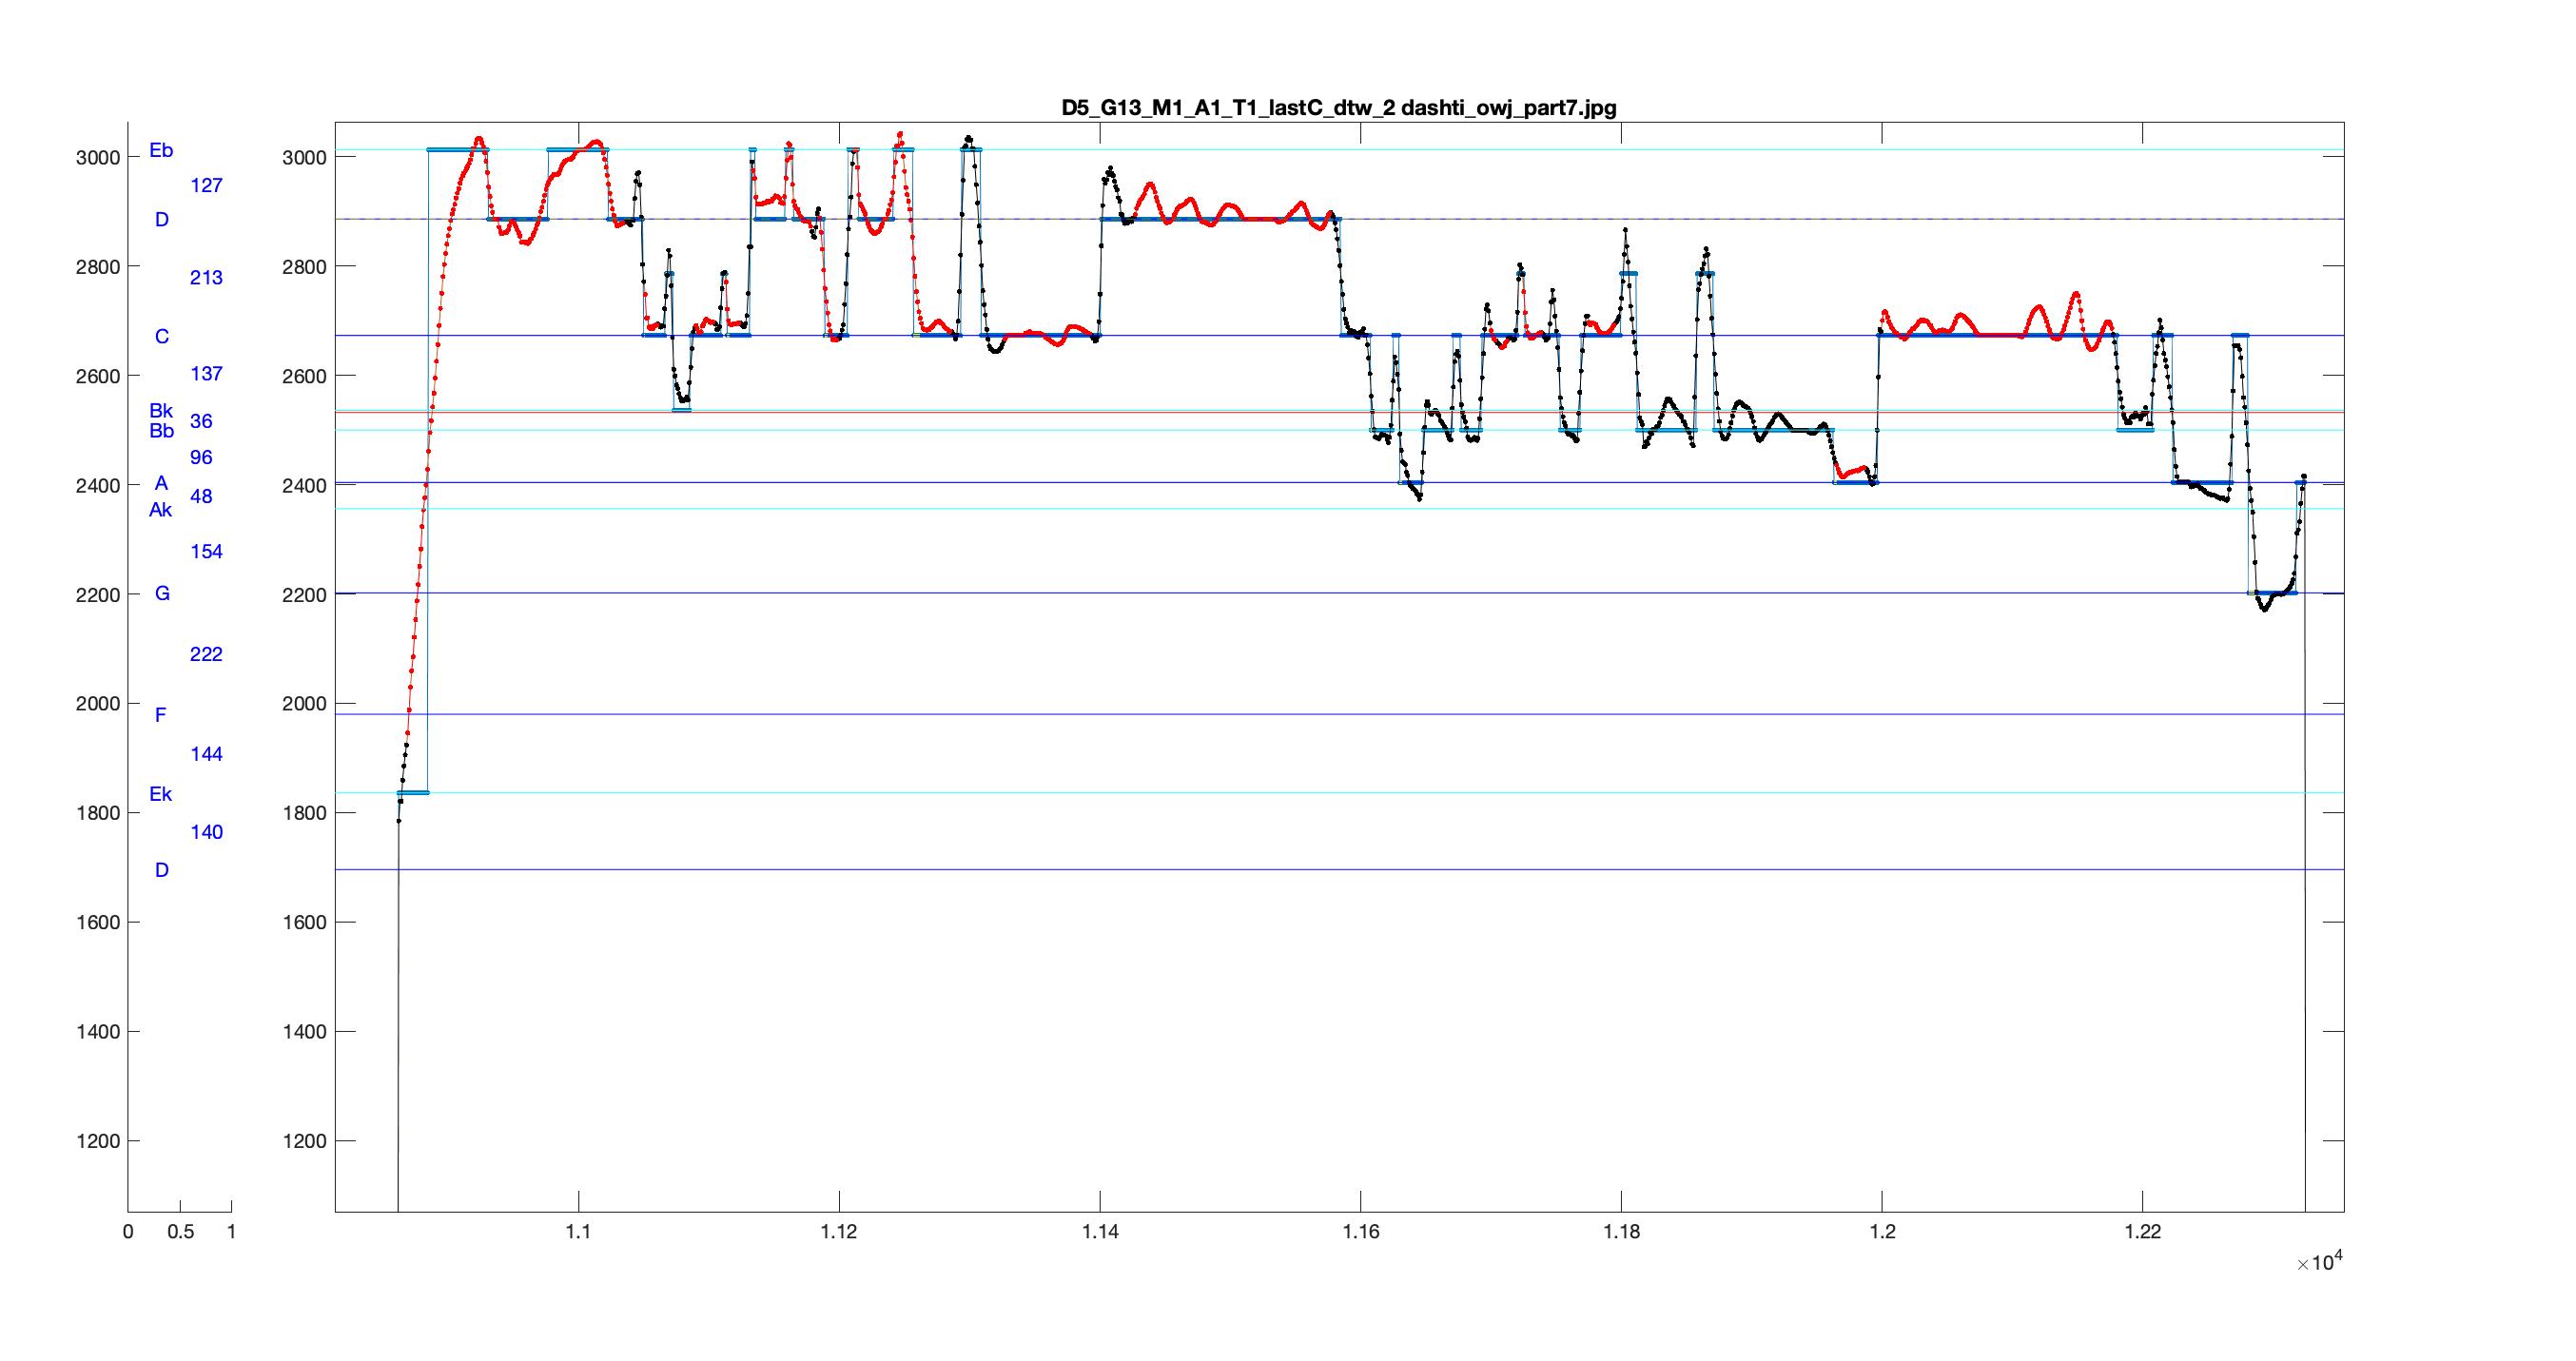 D5_G13_M1_A1_T1_lastC_dtw_2 dashti_owj_part7.jpg
3000 Eb 3000
127
D
2800 213 2800
C
2600 137 2600
Bk
36
Bb
96
2400 A 2400
48
Ak
154
2200 G 2200
222
2000 F 2000
144
1800 Ek 1800
140
D
1600 1600
1400 1400
1200 1200
0 0.5 1 1.1 1.12 1.14 1.16 1.18 1.2 1.22
×10^4